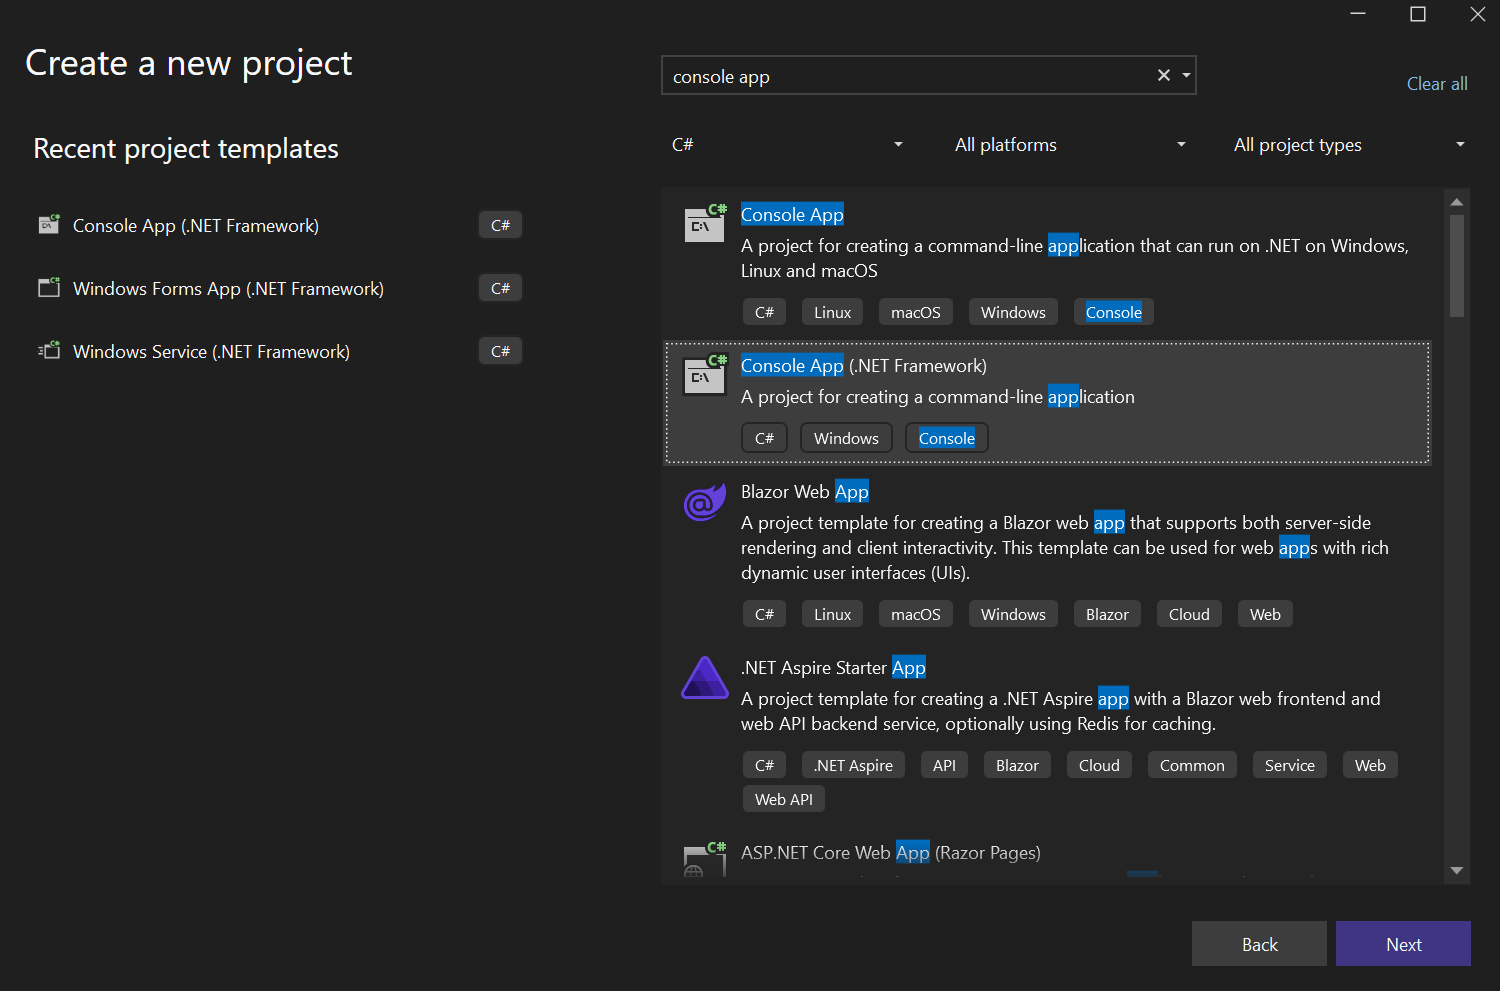 Create a new project
console app
Clear all
Recent project templates
C#
All platforms
All project types
Console App (.NET Framework)
C#
Windows Forms App (.NET Framework)
C#
Windows Service (.NET Framework)
C#
C#
C:\
Console App
A project for creating a command-line application that can run on .NET on Windows,
Linux and macOS
C# Linux macOS Windows Console
C#
C:\
Console App (.NET Framework)
A project for creating a command-line application
C# Windows Console
Blazor Web App
A project template for creating a Blazor web app that supports both server-side
rendering and client interactivity. This template can be used for web apps with rich
dynamic user interfaces (UIs).
C# Linux macOS Windows Blazor Cloud Web
.NET Aspire Starter App
A project template for creating a .NET Aspire app with a Blazor web frontend and
web API backend service, optionally using Redis for caching.
C# .NET Aspire API Blazor Cloud Common Service Web
Web API
C#
ASP.NET Core Web App (Razor Pages)
Back
Next